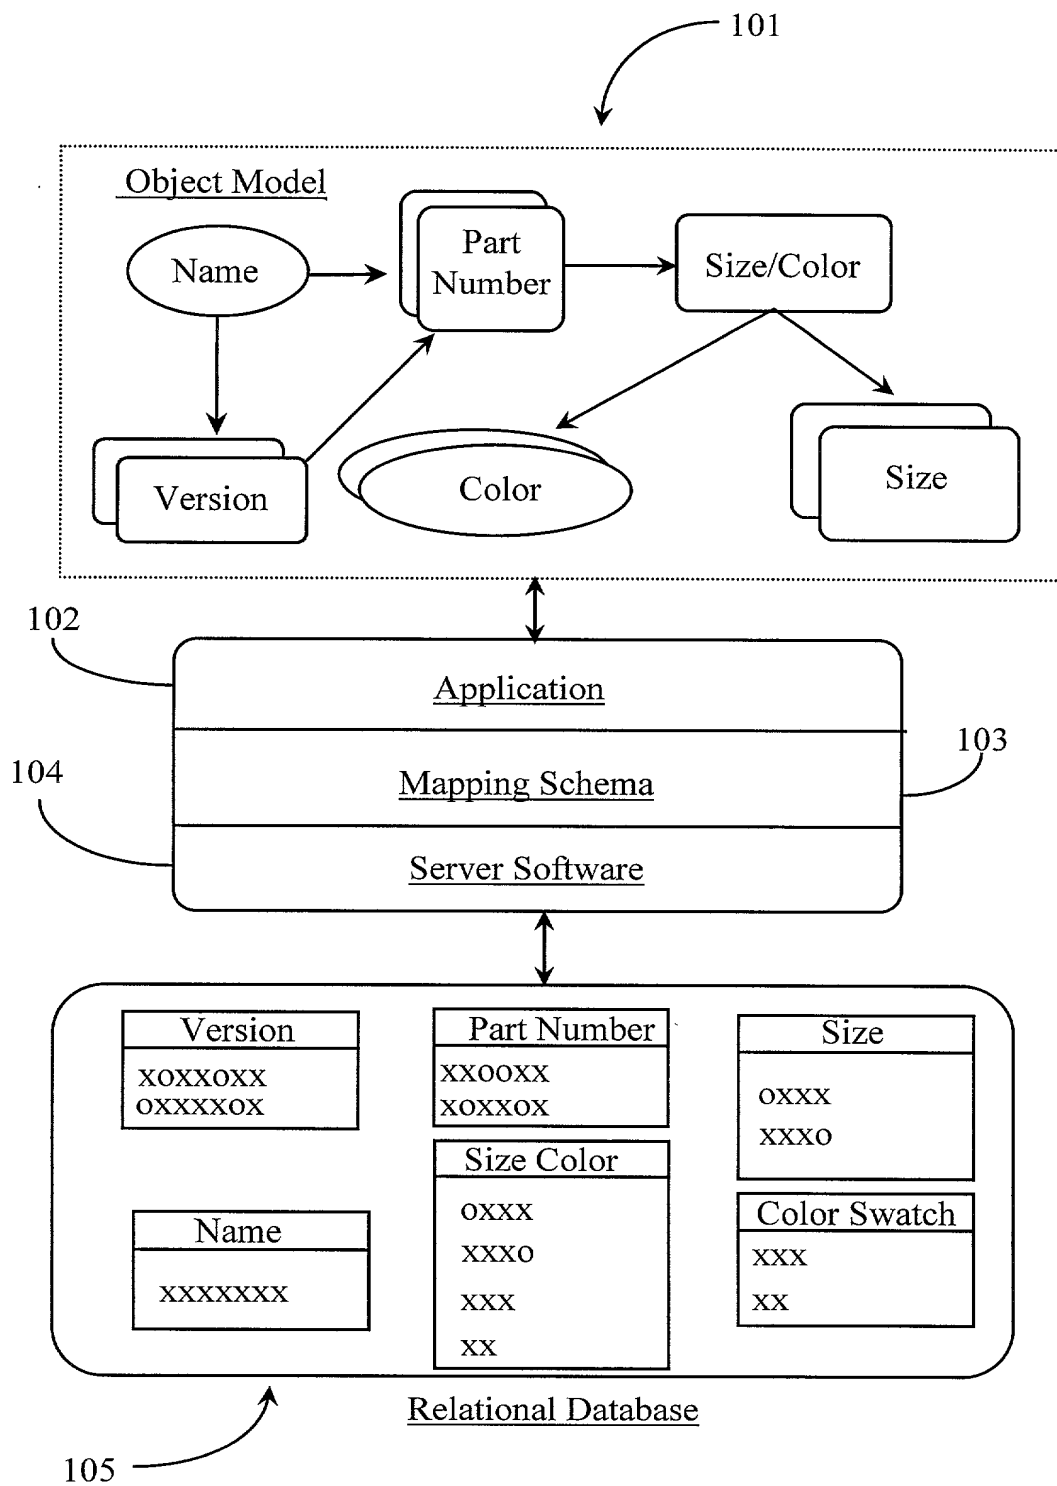 101
Object Model
Name
Part
Number
Size/Color
Version
Color
Size
102
Application
103
Mapping Schema
104
Server Software
Version
xoxxoxx
oxxxxox
Part Number
xxooxx
xoxxox
Size
oxxx
xxxo
Size Color
oxxx
xxxo
xxx
xx
Name
xxxxxxx
Color Swatch
xxx
xx
Relational Database
105